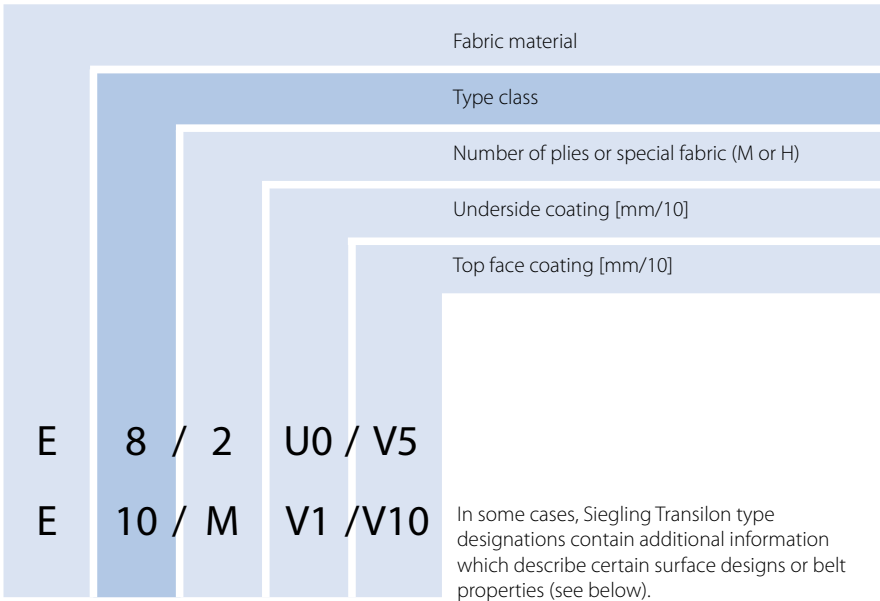 Fabric material
Type class
Number of plies or special fabric (M or H)
Underside coating [mm/10]
Top face coating [mm/10]
E 8 / 2 U0 / V5
E 10 / M V1 /V10
In some cases, Siegling Transilon type
designations contain additional information
which describe certain surface designs or belt
properties (see below).